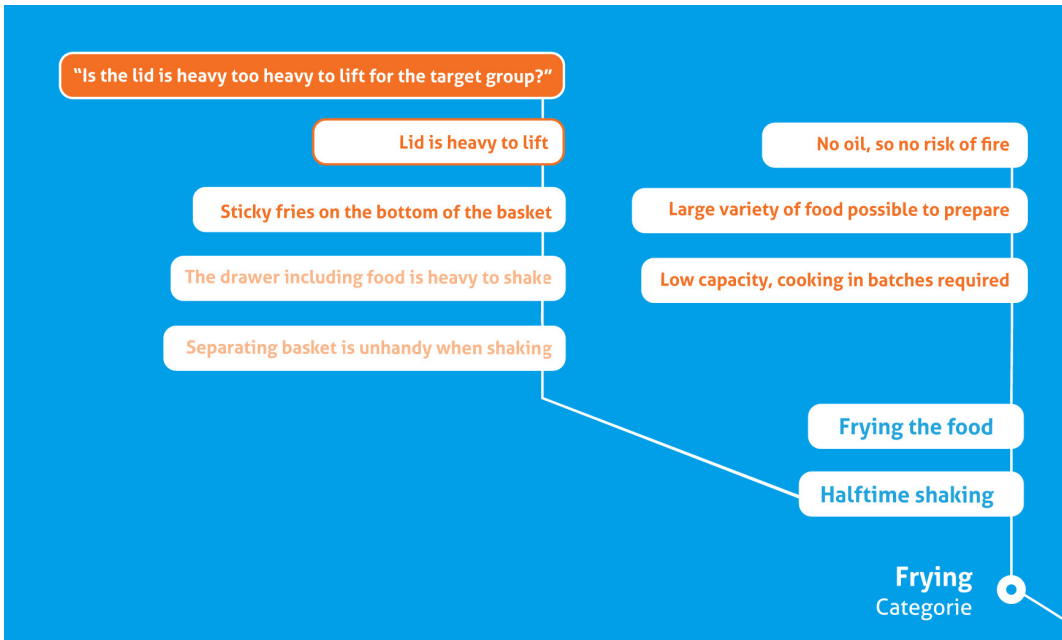 “Is the lid is heavy too heavy to lift for the target group?”
Lid is heavy to lift
Sticky fries on the bottom of the basket
The drawer including food is heavy to shake
Separating basket is unhandy when shaking
No oil, so no risk of fire
Large variety of food possible to prepare
Low capacity, cooking in batches required
Frying the food
Halftime shaking
Frying
Categorie